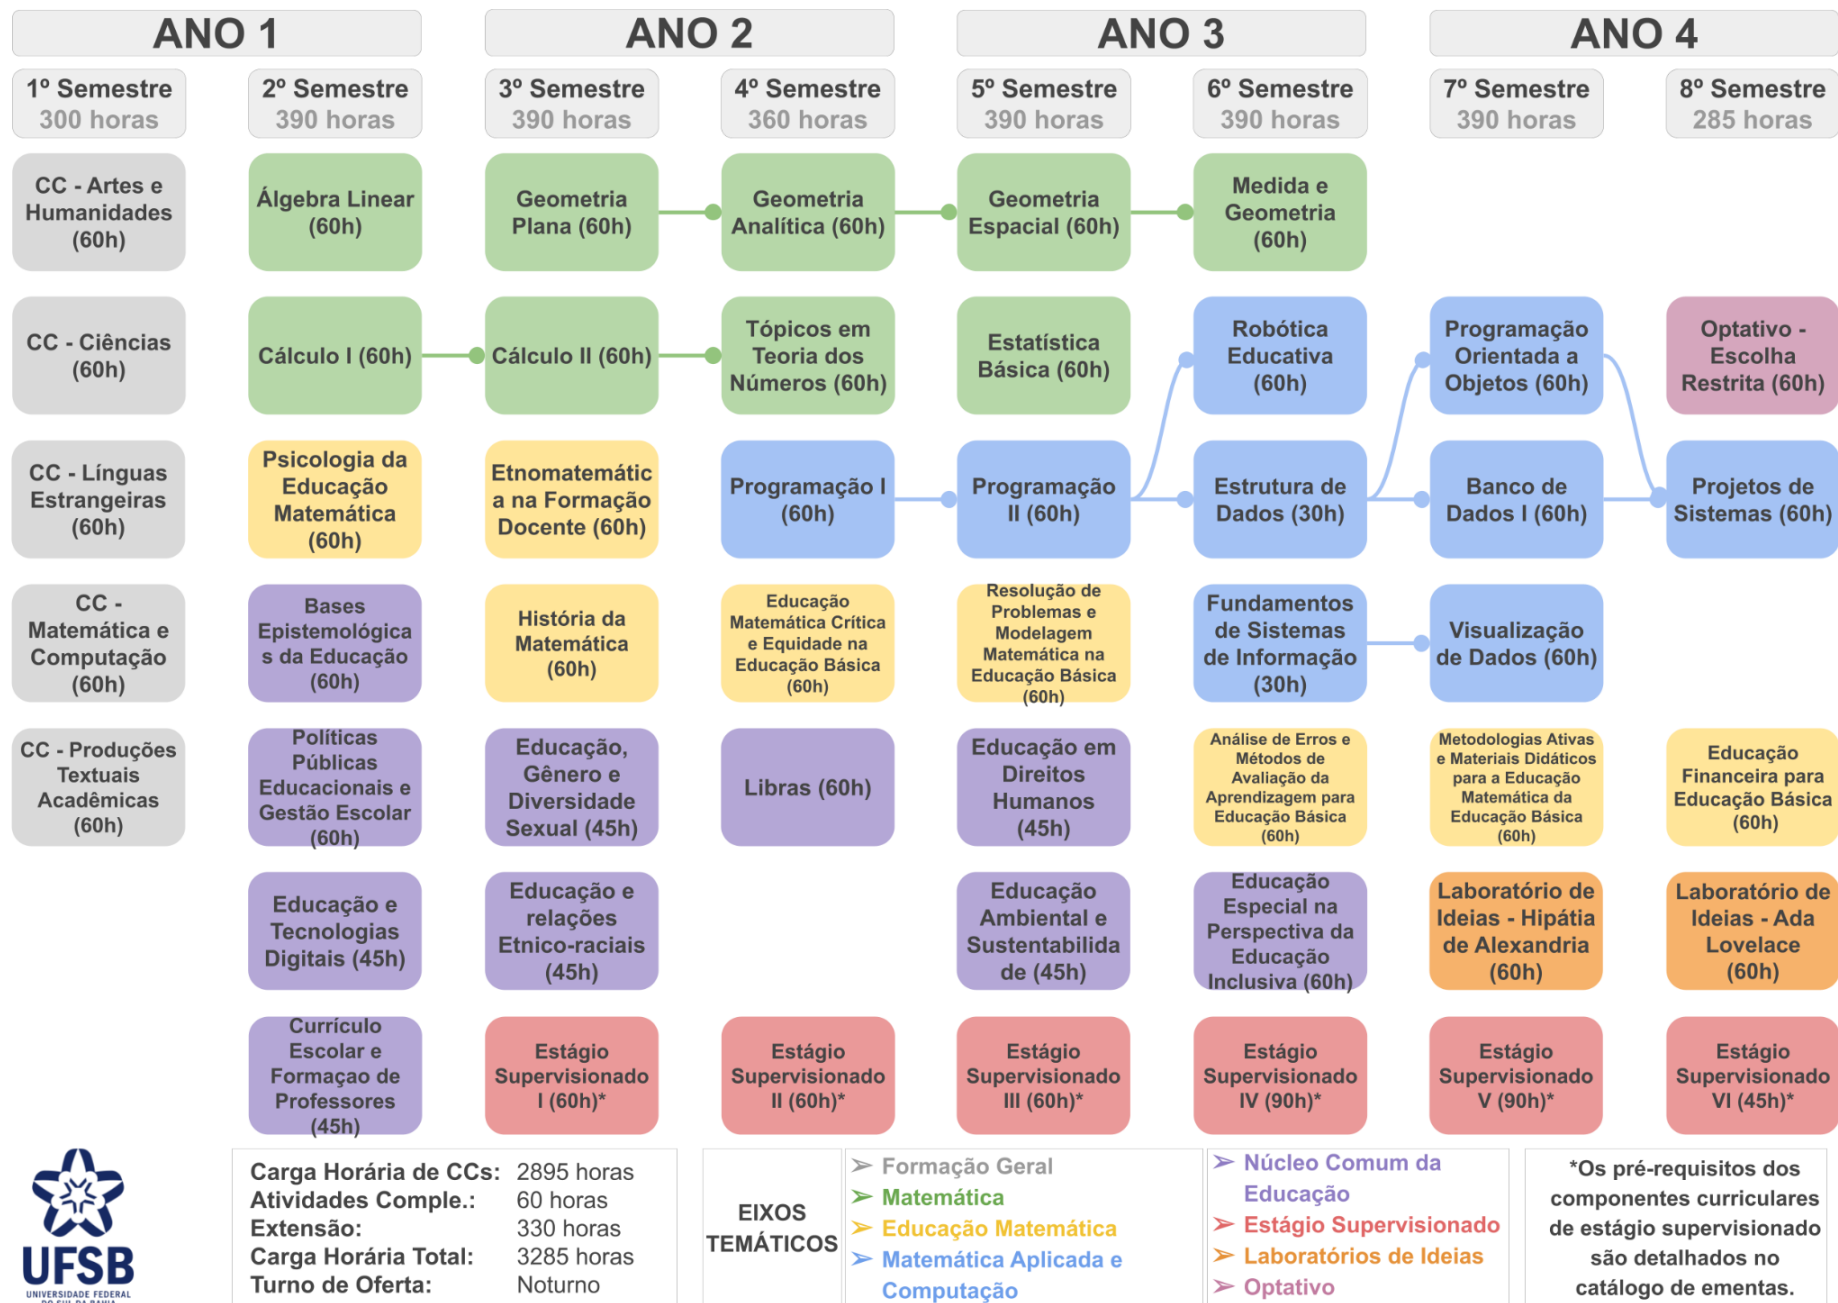 ANO 1
ANO 2
ANO 3
ANO 4
1º Semestre
300 horas
2º Semestre
390 horas
3º Semestre
390 horas
4º Semestre
360 horas
5º Semestre
390 horas
6º Semestre
390 horas
7º Semestre
390 horas
8º Semestre
285 horas
CC - Artes e
Humanidades
(60h)
Álgebra Linear
(60h)
Geometria
Plana (60h)
Geometria
Analítica (60h)
Geometria
Espacial (60h)
Medida e
Geometria
(60h)
CC - Ciências
(60h)
Cálculo I (60h)
Cálculo II (60h)
Tópicos em
Teoria dos
Números (60h)
Estatística
Básica (60h)
Robótica
Educativa
(60h)
Programação
Orientada a
Objetos (60h)
Optativo -
Escolha
Restrita (60h)
CC - Línguas
Estrangeiras
(60h)
Psicologia da
Educação
Matemática
(60h)
Etnomatemátic
a na Formação
Docente (60h)
Programação I
(60h)
Programação
II (60h)
Estrutura de
Dados (30h)
Banco de
Dados I (60h)
Projetos de
Sistemas (60h)
CC -
Matemática e
Computação
(60h)
Bases
Epistemológica
s da Educação
(60h)
História da
Matemática
(60h)
Educação
Matemática Crítica
e Equidade na
Educação Básica
(60h)
Resolução de
Problemas e
Modelagem
Matemática na
Educação Básica
(60h)
Fundamentos
de Sistemas
de Informação
(30h)
Visualização
de Dados (60h)
CC - Produções
Textuais
Acadêmicas
(60h)
Políticas
Públicas
Educacionais e
Gestão Escolar
(60h)
Educação,
Gênero e
Diversidade
Sexual (45h)
Libras (60h)
Educação em
Direitos
Humanos
(45h)
Análise de Erros e
Métodos de
Avaliação da
Aprendizagem para
Educação Básica
(60h)
Metodologias Ativas
e Materiais Didáticos
para a Educação
Matemática da
Educação Básica
(60h)
Educação
Financeira para
Educação Básica
(60h)
Educação e
Tecnologias
Digitais (45h)
Educação e
relações
Etnico-raciais
(45h)
Educação
Ambiental e
Sustentabilida
de (45h)
Educação
Especial na
Perspectiva da
Educação
Inclusiva (60h)
Laboratório de
Ideias - Hipátia
de Alexandria
(60h)
Laboratório de
Ideias - Ada
Lovelace
(60h)
Currículo
Escolar e
Formaçao de
Professores
(45h)
Estágio
Supervisionado
I (60h)*
Estágio
Supervisionado
II (60h)*
Estágio
Supervisionado
III (60h)*
Estágio
Supervisionado
IV (90h)*
Estágio
Supervisionado
V (90h)*
Estágio
Supervisionado
VI (45h)*
UFSB
UNIVERSIDADE FEDERAL
DO SUL DA BAHIA
Carga Horária de CCs: 2895 horas
Atividades Comple.: 60 horas
Extensão: 330 horas
Carga Horária Total: 3285 horas
Turno de Oferta: Noturno
EIXOS
TEMÁTICOS
➢ Formação Geral
➢ Matemática
➢ Educação Matemática
➢ Matemática Aplicada e
Computação
➢ Núcleo Comum da
Educação
➢ Estágio Supervisionado
➢ Laboratórios de Ideias
➢ Optativo
*Os pré-requisitos dos
componentes curriculares
de estágio supervisionado
são detalhados no
catálogo de ementas.